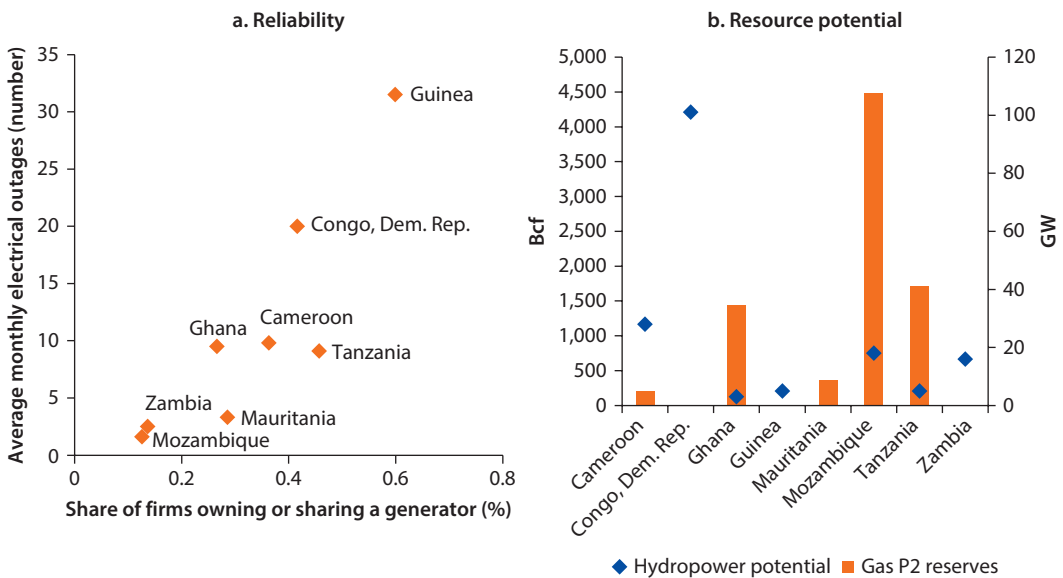 a. Reliability
Average monthly electrical outages (number)
35
30
25
20
15
10
5
0
Guinea
Congo, Dem. Rep.
Ghana
Cameroon
Tanzania
Zambia
Mauritania
Mozambique
0
0.2
0.4
0.6
0.8
Share of firms owning or sharing a generator (%)
b. Resource potential
Bcf
5,000
4,500
4,000
3,500
3,000
2,500
2,000
1,500
1,000
500
0
120
100
80
60
40
20
0
GW
Cameroon
Congo, Dem. Rep.
Ghana
Guinea
Mauritania
Mozambique
Tanzania
Zambia
Hydropower potential
Gas P2 reserves